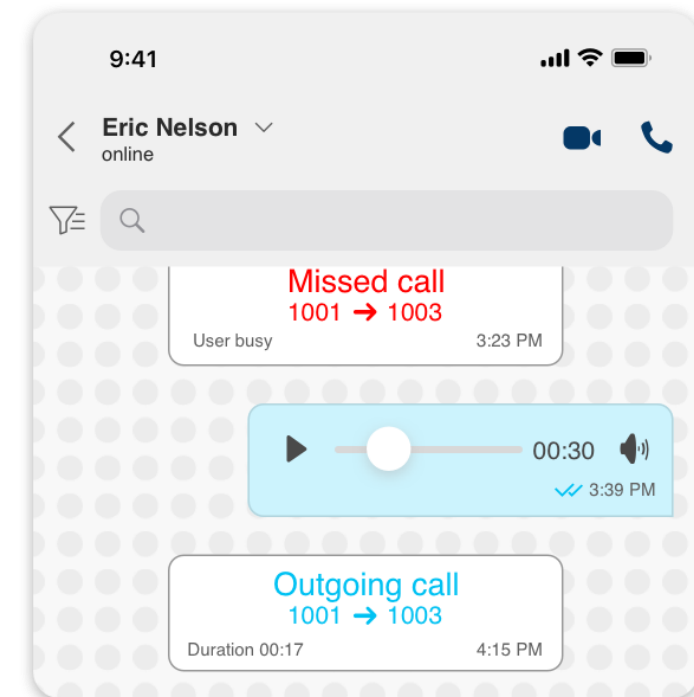 9:41
Eric Nelson
online
Missed call
1001 → 1003
User busy 3:23 PM
00:30
3:39 PM
Outgoing call
1001 → 1003
Duration 00:17 4:15 PM